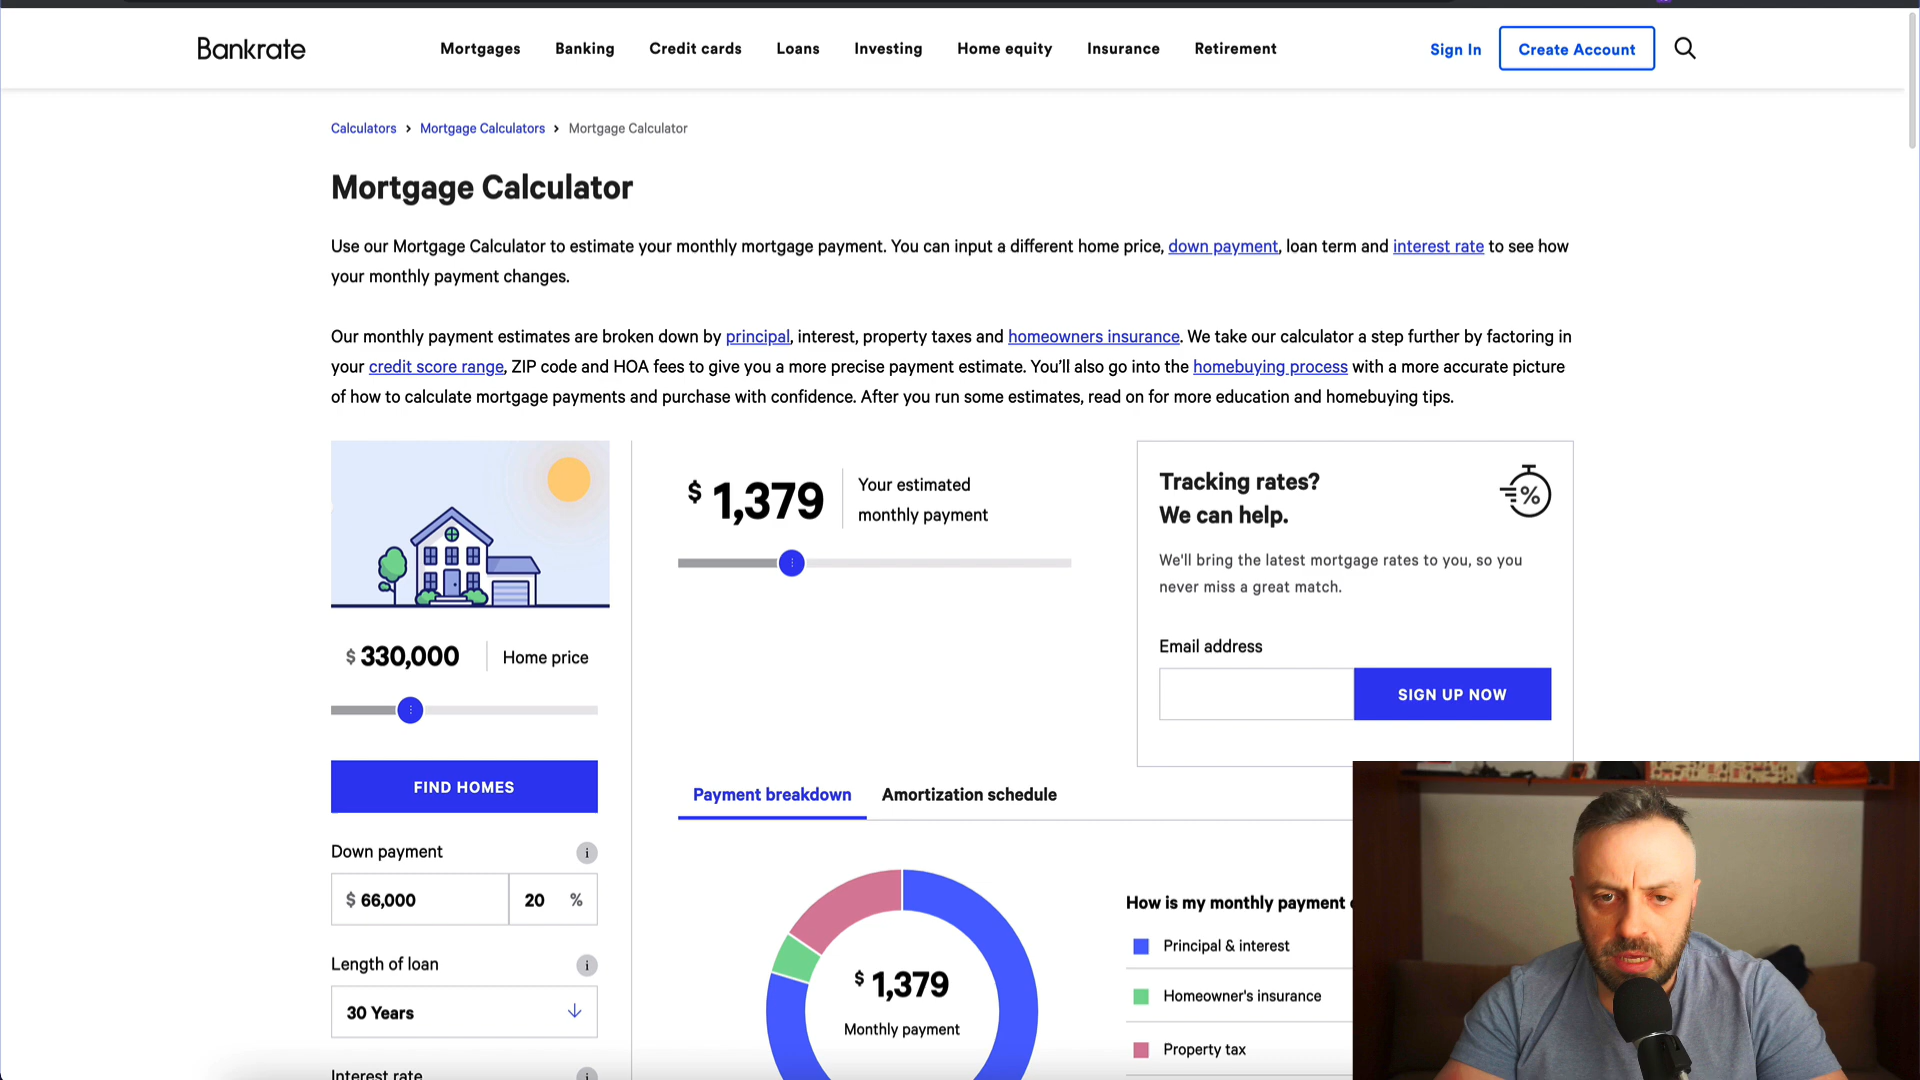 Bankrate
Mortgages Banking Credit cards Loans Investing Home equity Insurance Retirement
Sign In Create Account
Calculators > Mortgage Calculators > Mortgage Calculator
Mortgage Calculator
Use our Mortgage Calculator to estimate your monthly mortgage payment. You can input a different home price, down payment, loan term and interest rate to see how
your monthly payment changes.
Our monthly payment estimates are broken down by principal, interest, property taxes and homeowners insurance. We take our calculator a step further by factoring in
your credit score range, ZIP code and HOA fees to give you a more precise payment estimate. You'll also go into the homebuying process with a more accurate picture
of how to calculate mortgage payments and purchase with confidence. After you run some estimates, read on for more education and homebuying tips.
$ 330,000 Home price
FIND HOMES
Down payment i
$ 66,000 20 %
Length of loan i
30 Years
Interest rate i
$ 1,379 Your estimated
monthly payment
Tracking rates?
We can help.
%
We'll bring the latest mortgage rates to you, so you
never miss a great match.
Email address
SIGN UP NOW
Payment breakdown Amortization schedule
$ 1,379
Monthly payment
How is my monthly payment
Principal & interest
Homeowner's insurance
Property tax